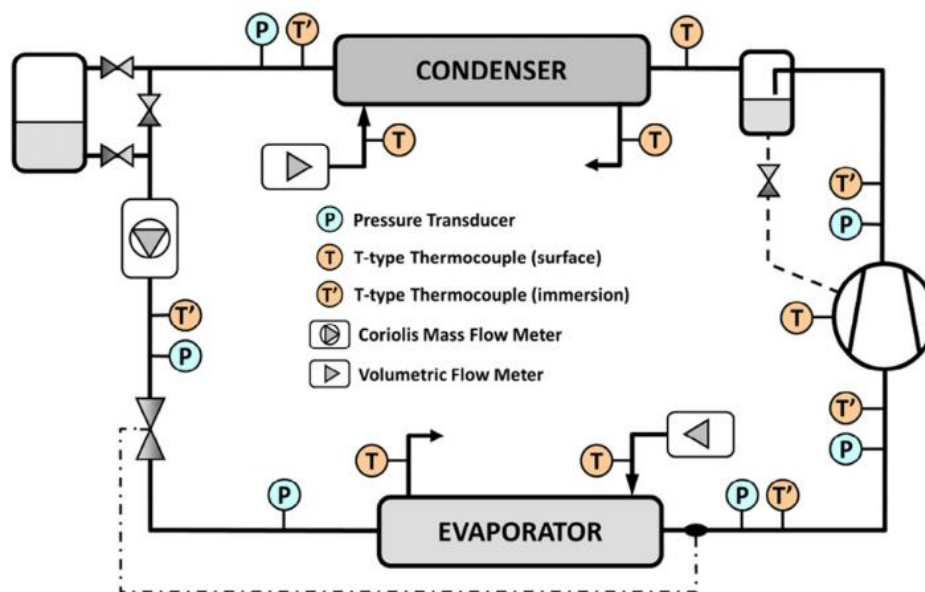 P T' T
CONDENSER
T T
T'
P
P Pressure Transducer
T T-type Thermocouple (surface)
T' T-type Thermocouple (immersion)
Coriolis Mass Flow Meter
Volumetric Flow Meter
T
T'
P
T'
P
T T
P P T'
EVAPORATOR